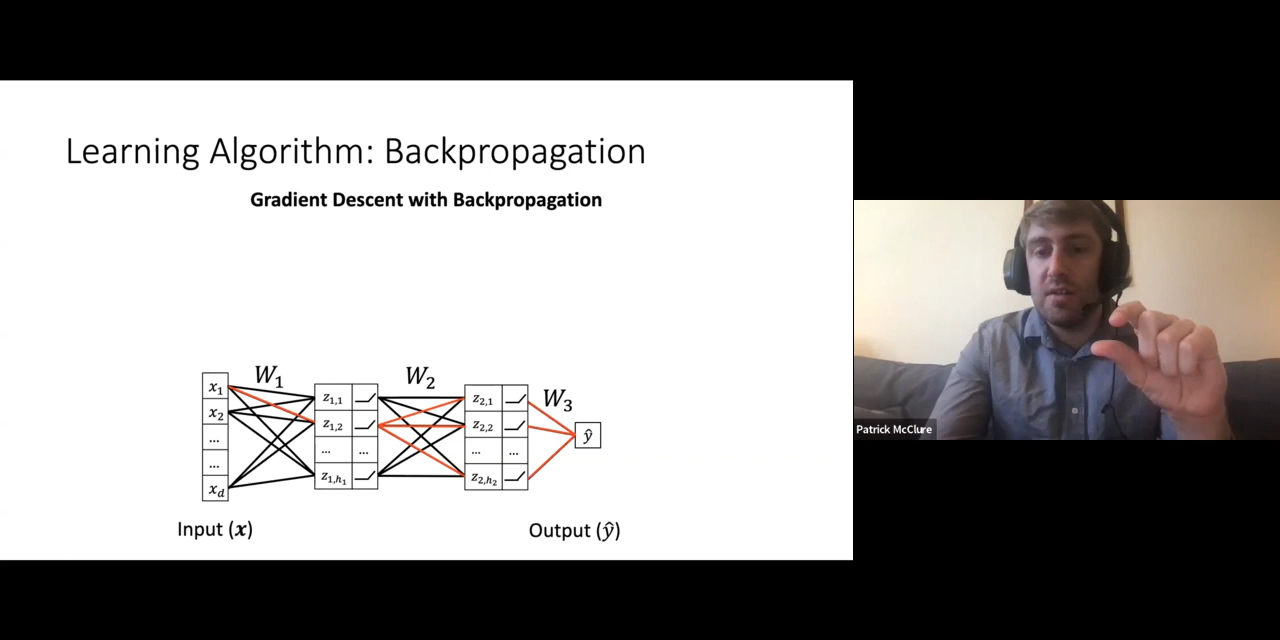 Learning Algorithm: Backpropagation
Gradient Descent with Backpropagation
W₁ W₂ W₃
x₁ z₁,₁ z₂,₁
x₂ z₁,₂ z₂,₂ ŷ
... ... ... ... ...
...
x_d z₁,h₁ z₂,h₂
Input (x) Output (ŷ)
Patrick McClure